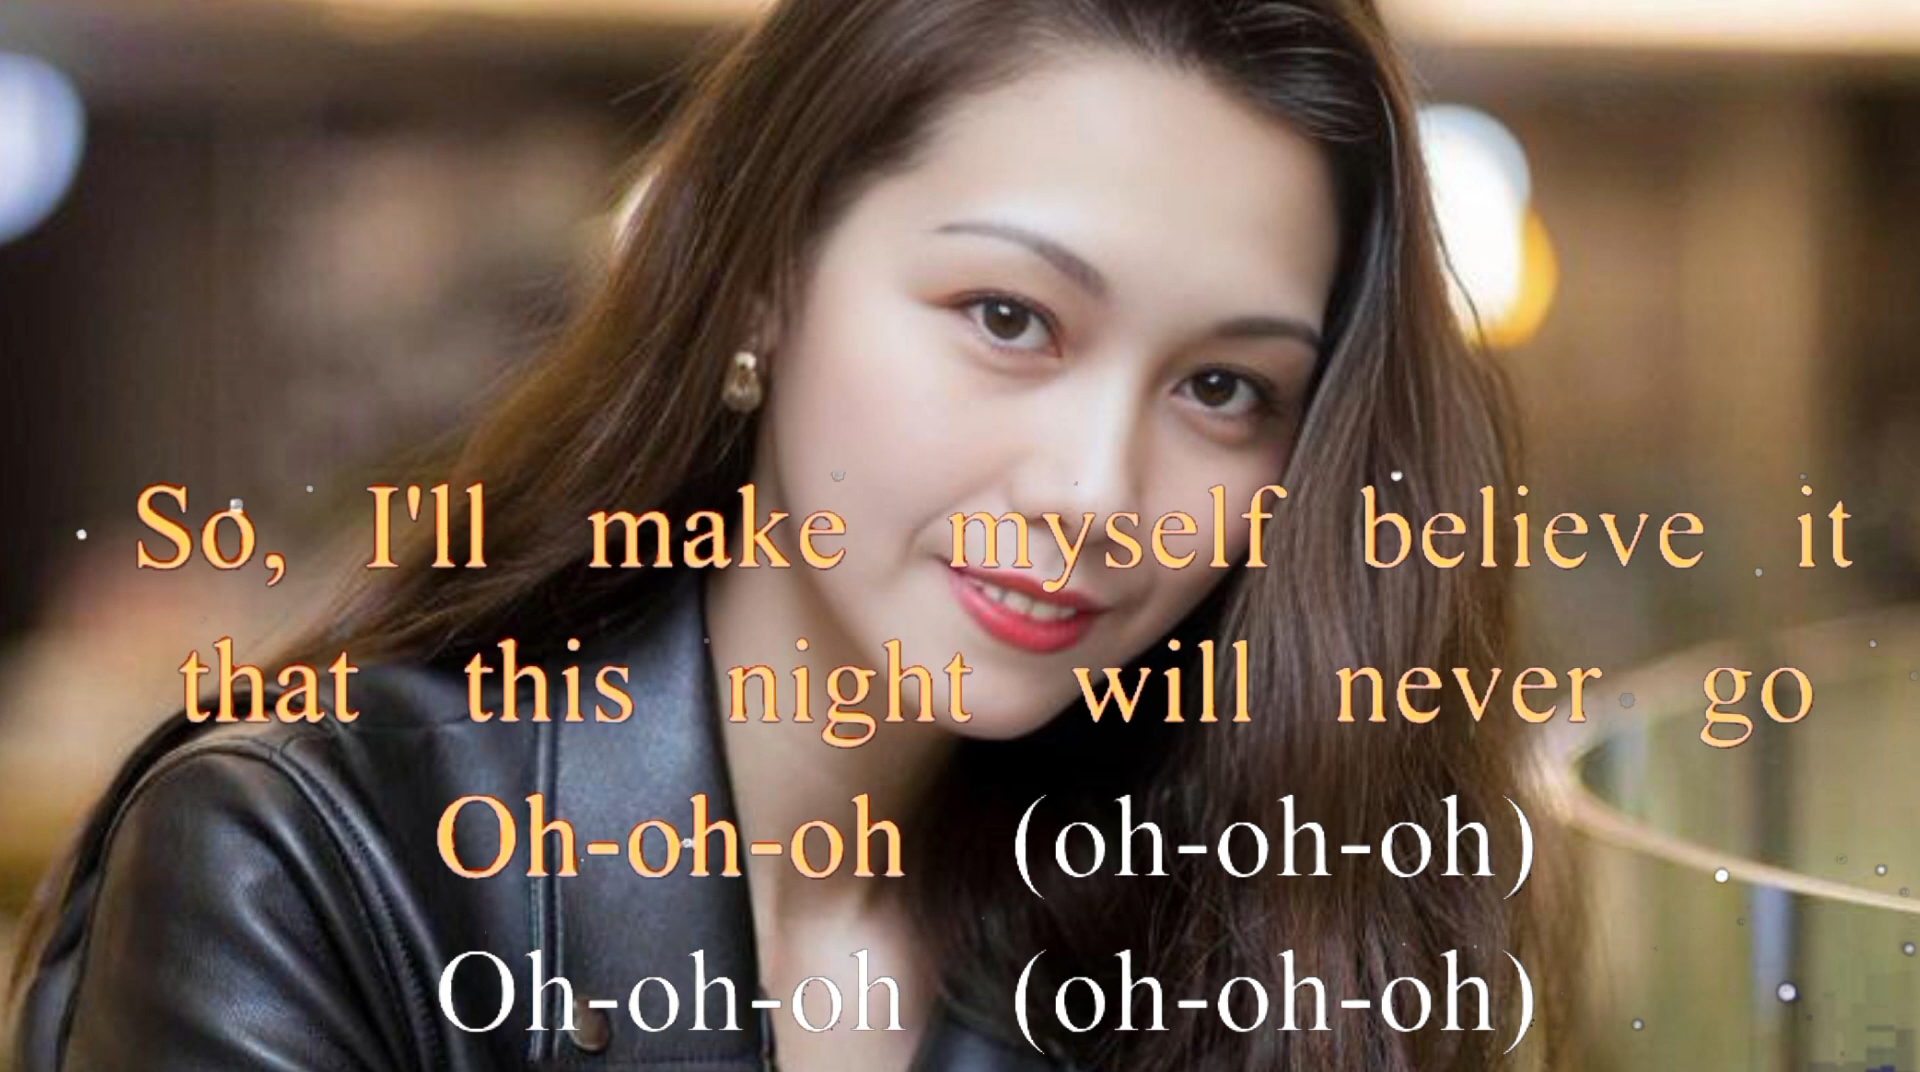 So, I'll make myself believe it
that this night will never go
Oh-oh-oh (oh-oh-oh)
Oh-oh-oh (oh-oh-oh)